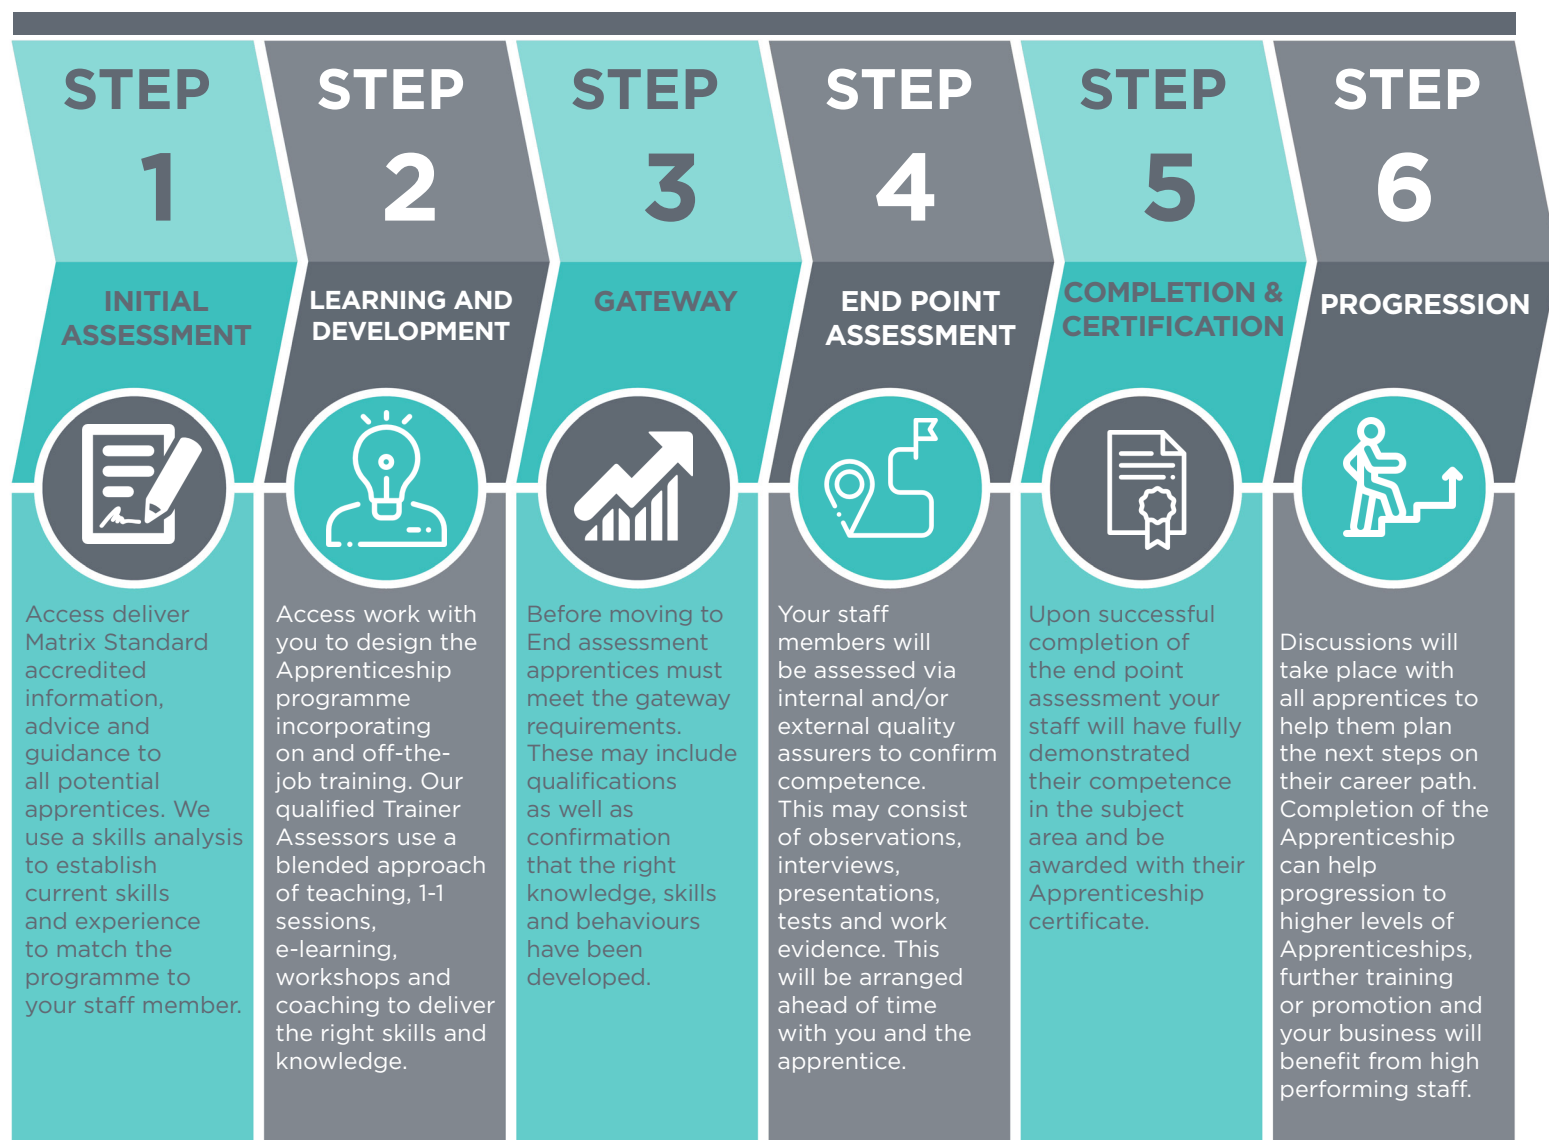 STEP
1
INITIAL
ASSESSMENT
Access deliver
Matrix Standard
accredited
information,
advice and
guidance to
all potential
apprentices. We
use a skills analysis
to establish
current skills
and experience
to match the
programme to
your staff member.
STEP
2
LEARNING AND
DEVELOPMENT
Access work with
you to design the
Apprenticeship
programme
incorporating
on and off-the-
job training. Our
qualified Trainer
Assessors use a
blended approach
of teaching, 1-1
sessions,
e-learning,
workshops and
coaching to deliver
the right skills and
knowledge.
STEP
3
GATEWAY
Before moving to
End assessment
apprentices must
meet the gateway
requirements.
These may include
qualifications
as well as
confirmation
that the right
knowledge, skills
and behaviours
have been
developed.
STEP
4
END POINT
ASSESSMENT
Your staff
members will
be assessed via
internal and/or
external quality
assurers to confirm
competence.
This may consist
of observations,
interviews,
presentations,
tests and work
evidence. This
will be arranged
ahead of time
with you and the
apprentice.
STEP
5
COMPLETION &
CERTIFICATION
Upon successful
completion of
the end point
assessment your
staff will have fully
demonstrated
their competence
in the subject
area and be
awarded with their
Apprenticeship
certificate.
STEP
6
PROGRESSION
Discussions will
take place with
all apprentices to
help them plan
the next steps on
their career path.
Completion of the
Apprenticeship
can help
progression to
higher levels of
Apprenticeships,
further training
or promotion and
your business will
benefit from high
performing staff.